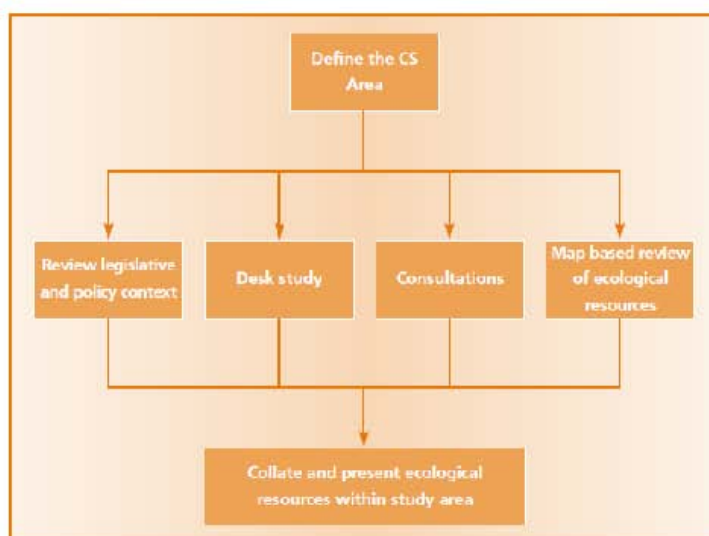 Define the CS
Area
Review legislative
and policy context
Desk study
Consultations
Map based review
of ecological
resources
Collate and present ecological
resources within study area